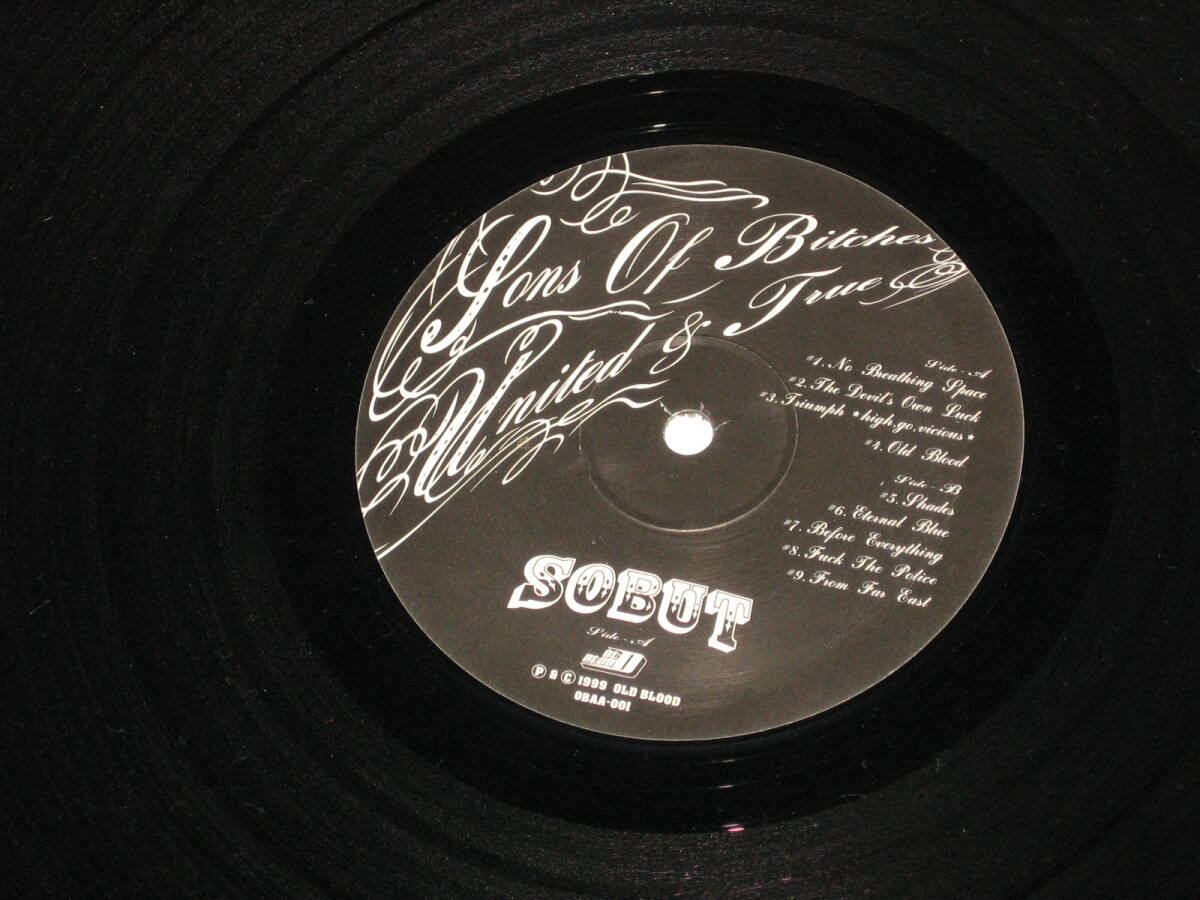 Sons Of Bitches
United & True
Side-A
#1. No Breathing Space
#2. The Devil's Own Luck
#3. Triumph ★high,go,vicious★
#4. Old Blood
Side-B
#5. Shades
#6. Eternal Blue
#7. Before Everything
#8. Fuck The Police
#9. From Far East
SOBUT
Side-A
OLD
BLOOD
Ⓟ & Ⓒ 1999 OLD BLOOD
OBAA-001